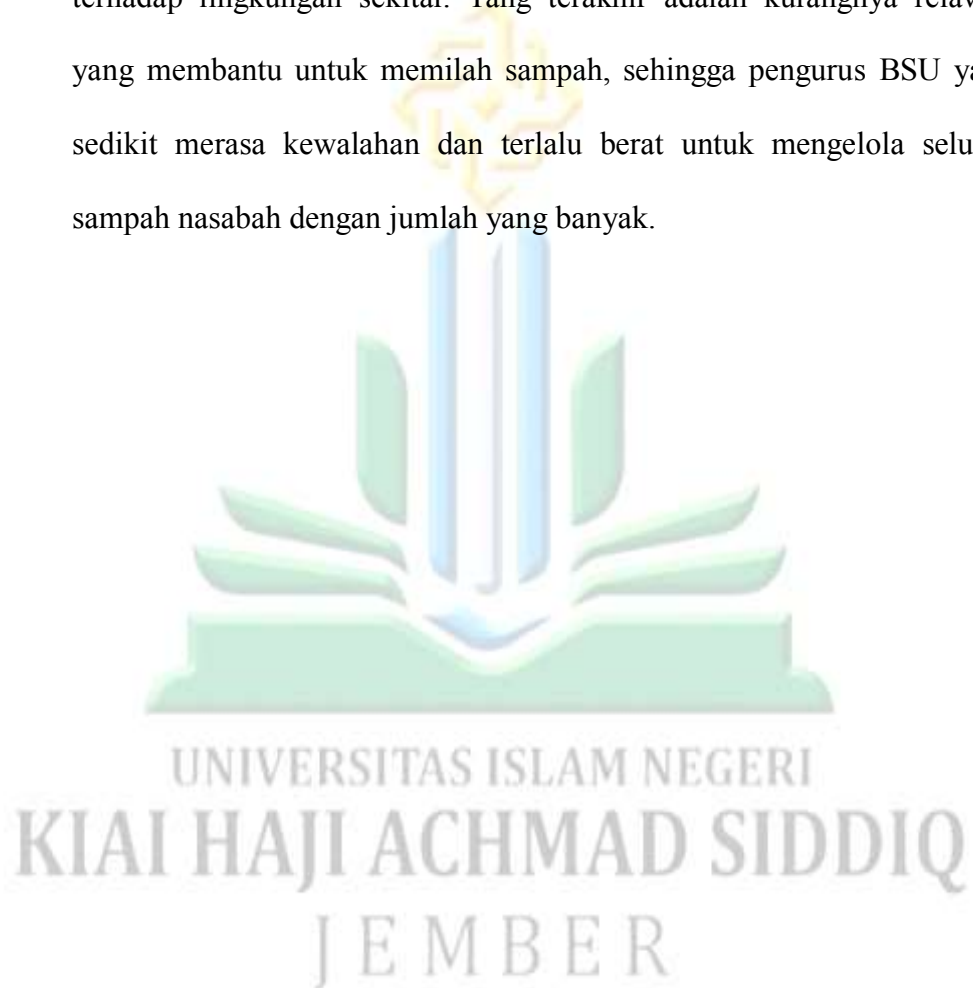 terhadap lingkungan sekitar. Yang terakhir adalah kurangnya
yang membantu untuk memilah sampah, sehingga pengurus BSU
sedikit merasa kewalahan dan terlalu berat untuk mengelola
sampah nasabah dengan jumlah yang banyak.
UNIVERSITAS ISLAM NEGERI
KIAI HAJI ACHMAD SIDDIQ
JEMBER